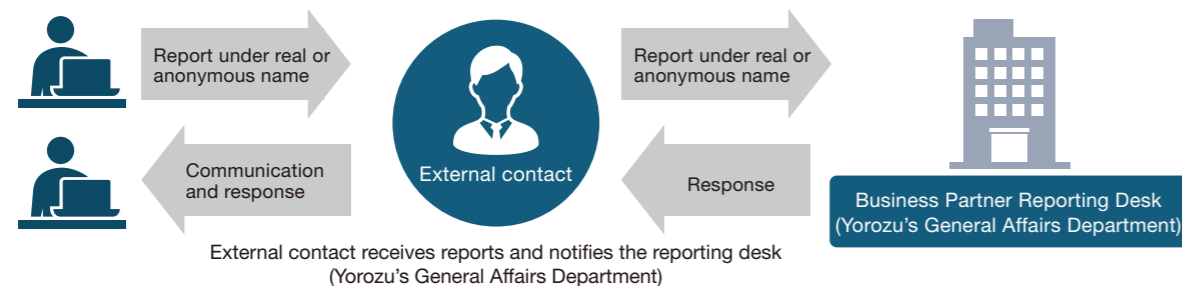 Report under real or
anonymous name
Report under real or
anonymous name
External contact
Communication
and response
Response
Business Partner Reporting Desk
(Yorozu's General Affairs Department)
External contact receives reports and notifies the reporting desk
(Yorozu's General Affairs Department)